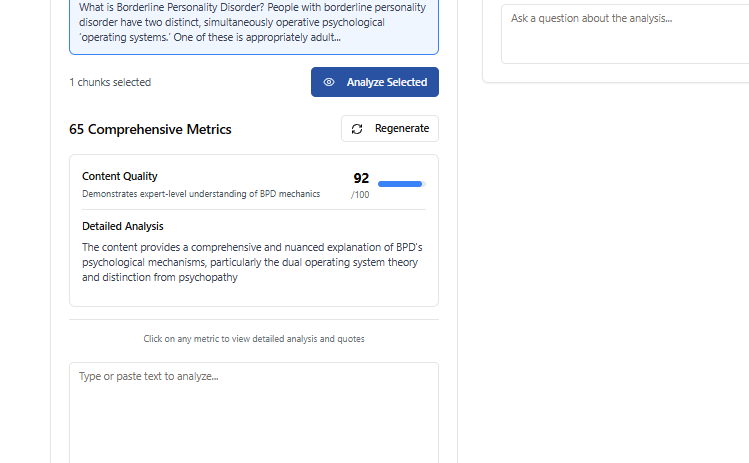 What is Borderline Personality Disorder? People with borderline personality
disorder have two distinct, simultaneously operative psychological
'operating systems.' One of these is appropriately adult...
1 chunks selected
Analyze Selected
65 Comprehensive Metrics
Regenerate
Content Quality
Demonstrates expert-level understanding of BPD mechanics
92
/100
Detailed Analysis
The content provides a comprehensive and nuanced explanation of BPD's
psychological mechanisms, particularly the dual operating system theory
and distinction from psychopathy
Click on any metric to view detailed analysis and quotes
Type or paste text to analyze...
Ask a question about the analysis...